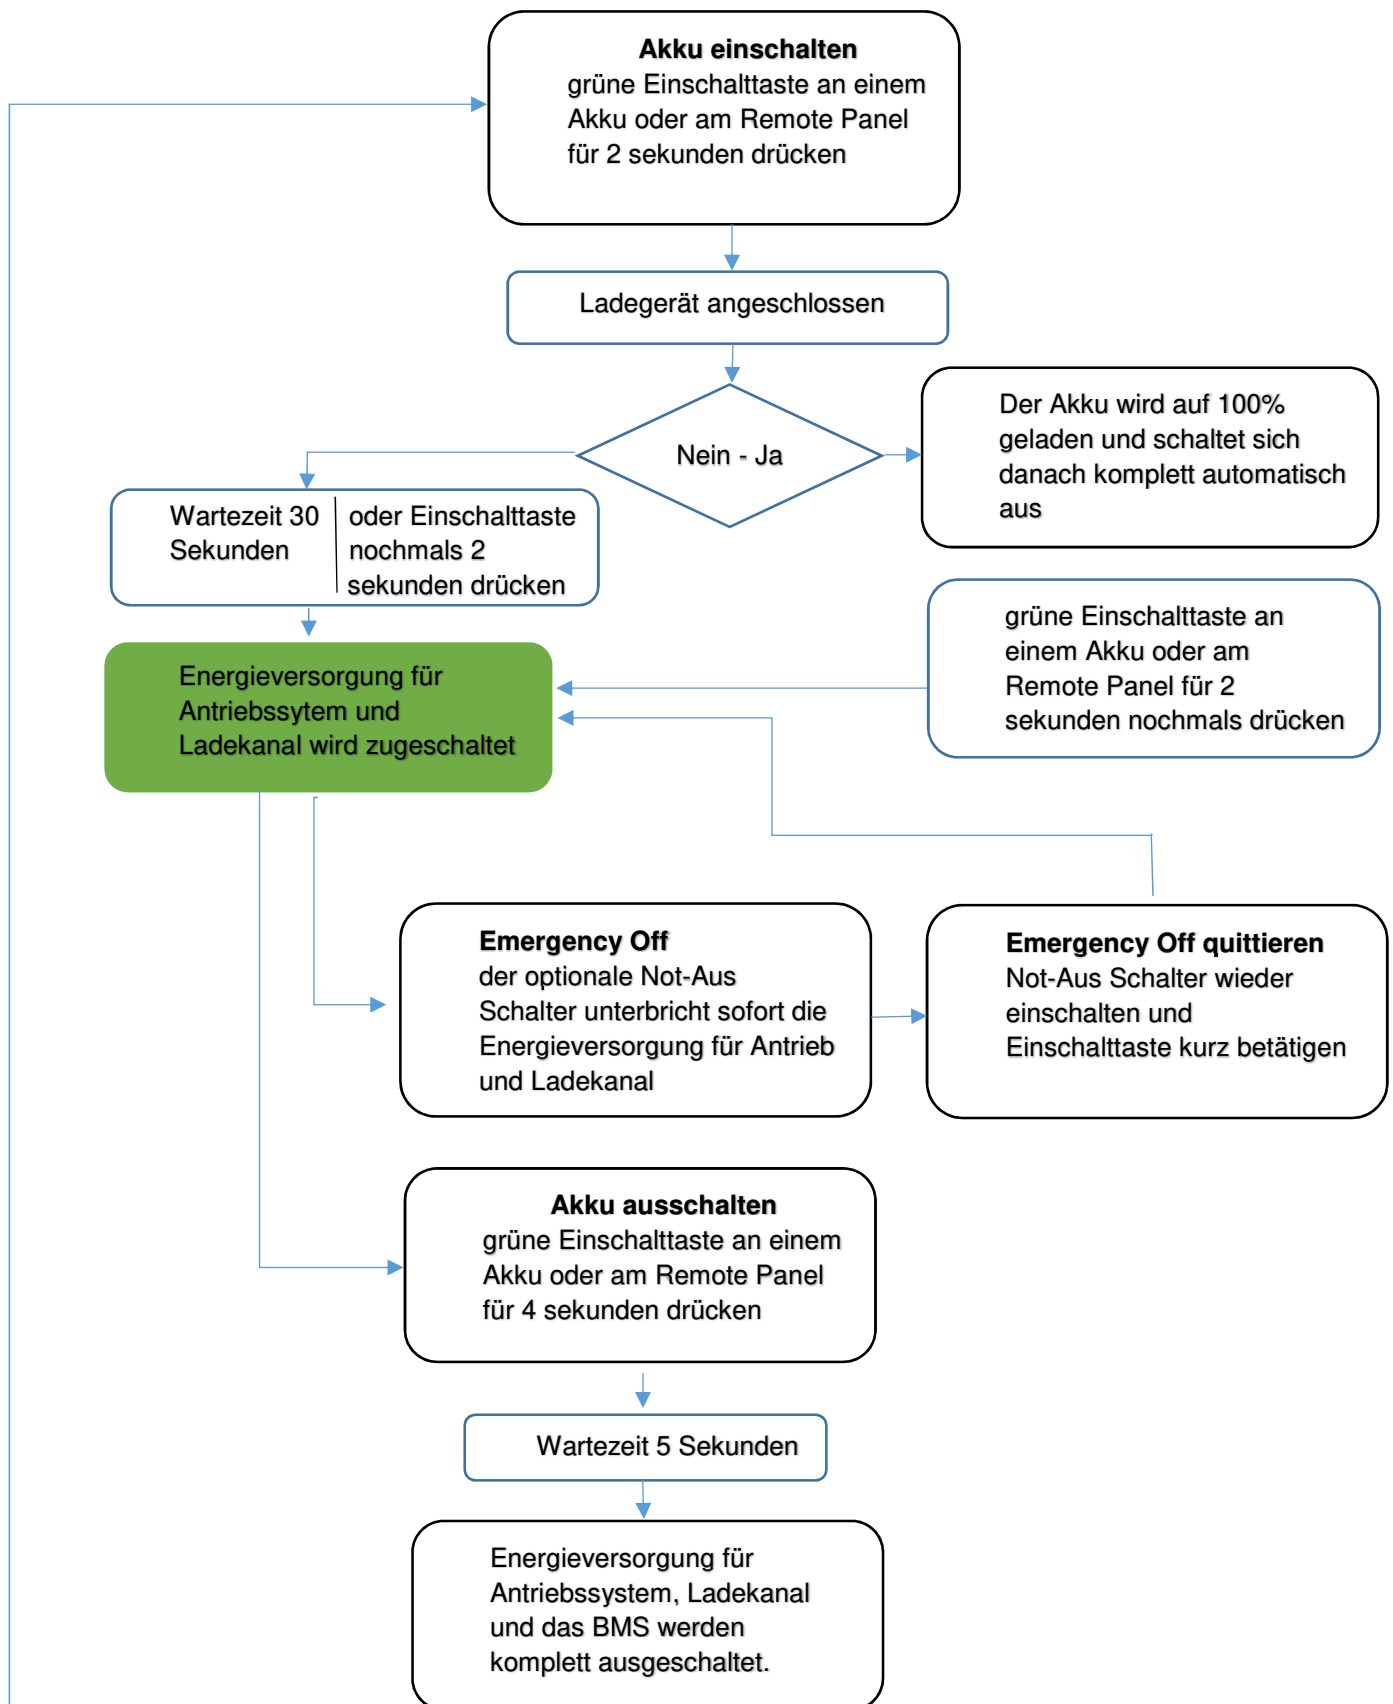 Akku einschalten
grüne Einschalttaste an einem
Akku oder am Remote Panel
für 2 sekunden drücken
Ladegerät angeschlossen
Nein - Ja
Der Akku wird auf 100%
geladen und schaltet sich
danach komplett automatisch
aus
Wartezeit 30
Sekunden
oder Einschalttaste
nochmals 2
sekunden drücken
grüne Einschalttaste an
einem Akku oder am
Remote Panel für 2
sekunden nochmals drücken
Energieversorgung für
Antriebssytem und
Ladekanal wird zugeschaltet
Emergency Off
der optionale Not-Aus
Schalter unterbricht sofort die
Energieversorgung für Antrieb
und Ladekanal
Emergency Off quittieren
Not-Aus Schalter wieder
einschalten und
Einschalttaste kurz betätigen
Akku ausschalten
grüne Einschalttaste an einem
Akku oder am Remote Panel
für 4 sekunden drücken
Wartezeit 5 Sekunden
Energieversorgung für
Antriebssystem, Ladekanal
und das BMS werden
komplett ausgeschaltet.